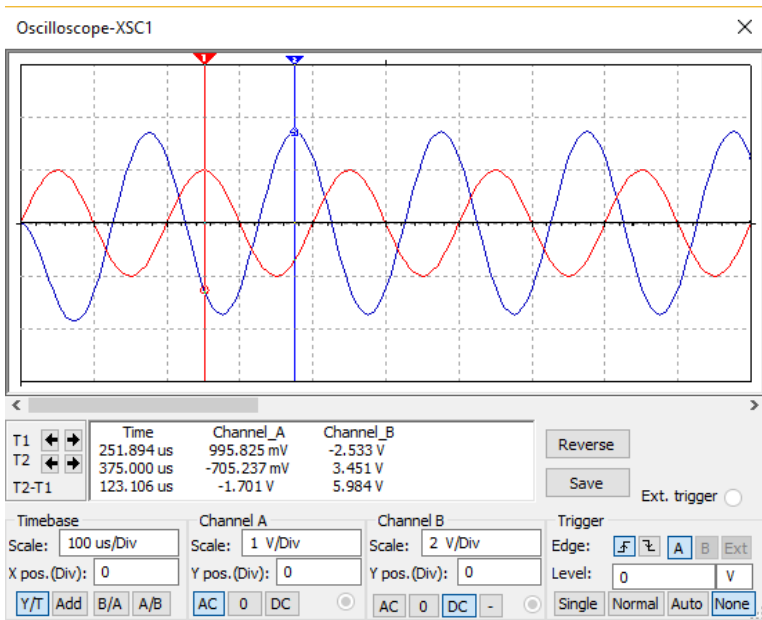 Oscilloscope-XSC1
1 2
Time Channel_A Channel_B
T1 251.894 us 995.825 mV -2.533 V
T2 375.000 us -705.237 mV 3.451 V
T2-T1 123.106 us -1.701 V 5.984 V
Reverse
Save
Ext. trigger
Timebase Channel A Channel B Trigger
Scale: 100 us/Div Scale: 1 V/Div Scale: 2 V/Div Edge: A B Ext
X pos.(Div): 0 Y pos.(Div): 0 Y pos.(Div): 0 Level: 0 V
Y/T Add B/A A/B AC 0 DC AC 0 DC - Single Normal Auto None